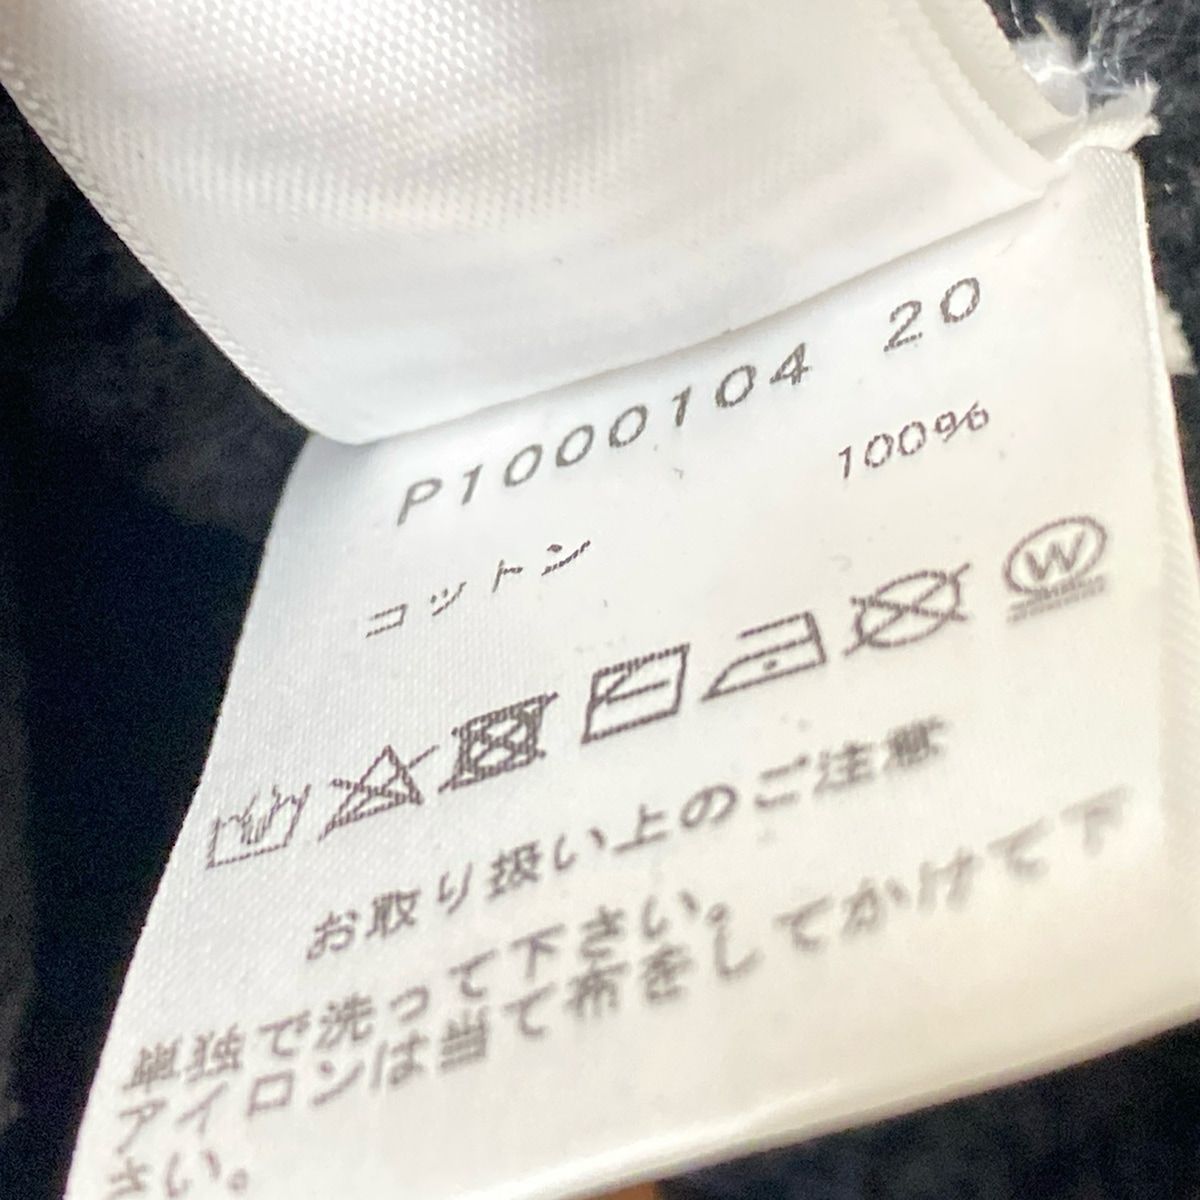 P1000104 20
コットン 100%
W
お取り扱い上のご注意
単独で洗って下さい。
アイロンは当て布をしてかけて下
さい。